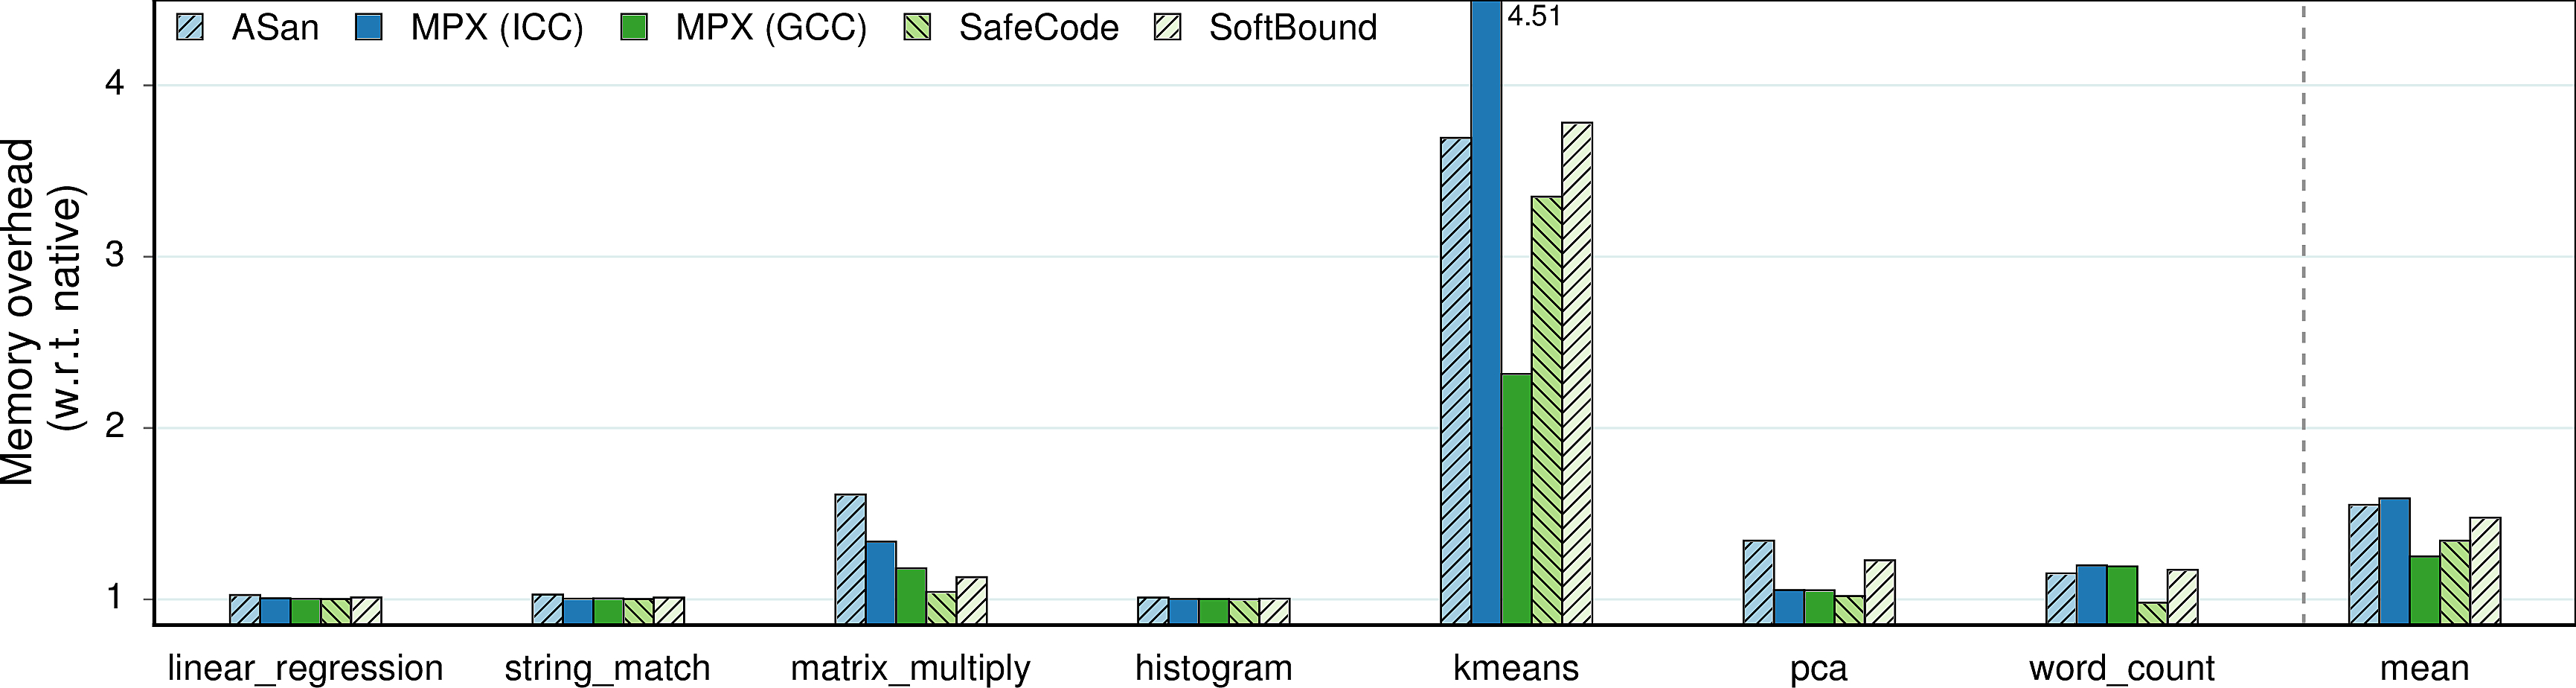 ASan MPX (ICC) MPX (GCC) SafeCode SoftBound
4.51
Memory overhead
(w.r.t. native)
4
3
2
1
linear_regression string_match matrix_multiply histogram kmeans pca word_count mean